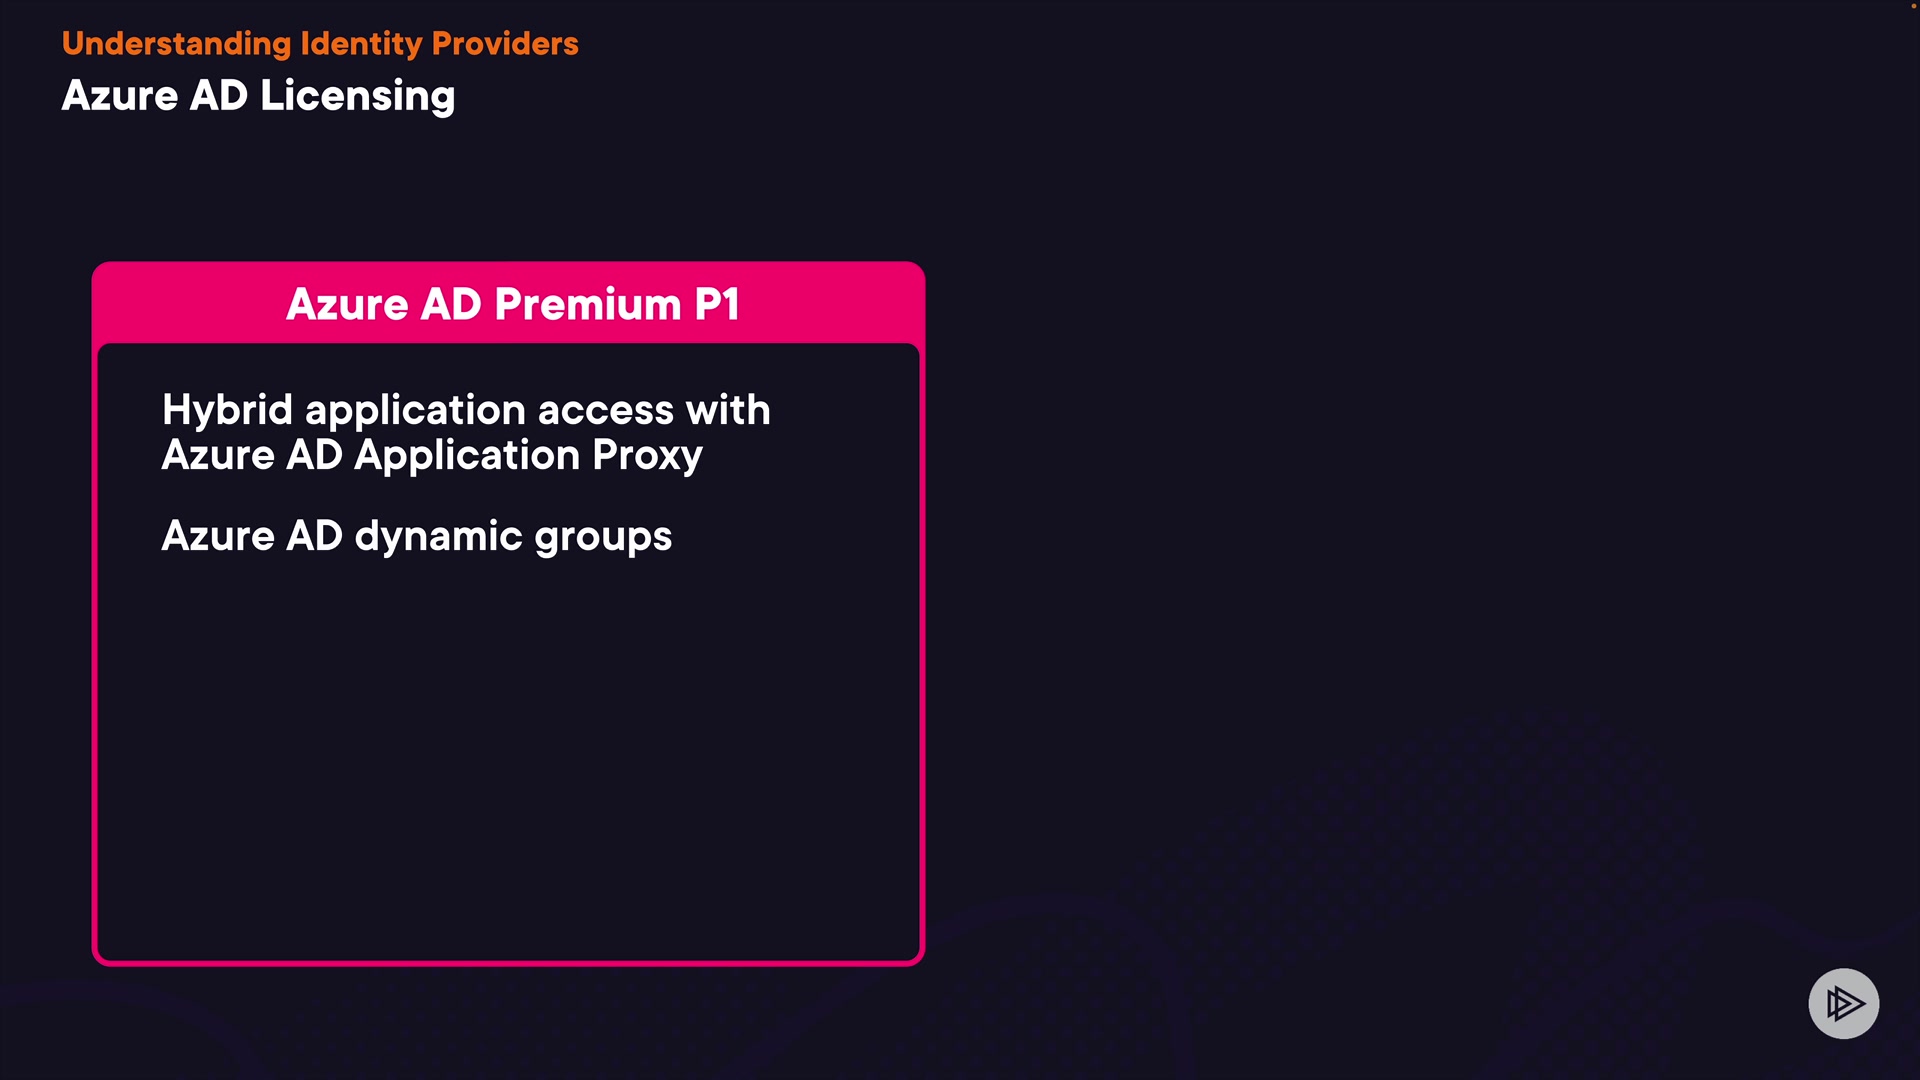 Understanding Identity Providers
Azure AD Licensing
Azure AD Premium P1
Hybrid application access with
Azure AD Application Proxy
Azure AD dynamic groups